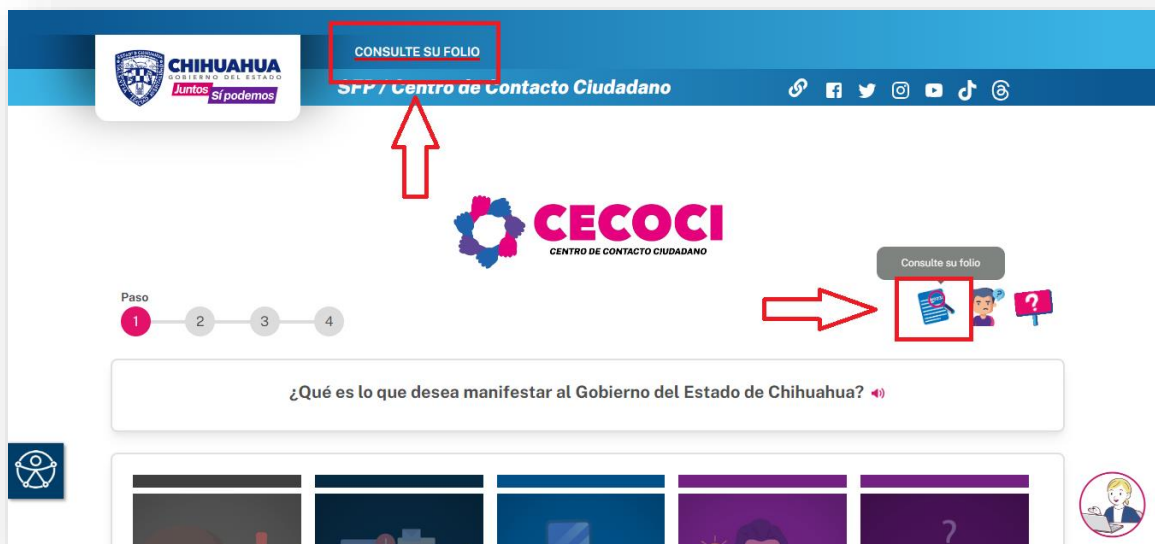 CONSULTE SU FOLIO
CHIHUAHUA
GOBIERNO DEL ESTADO
Juntos
Sí podemos
SFP / Centro de Contacto Ciudadano
CECOCI
CENTRO DE CONTACTO CIUDADANO
Consulte su folio
Paso
1 2 3 4
?
¿Qué es lo que desea manifestar al Gobierno del Estado de Chihuahua?
?